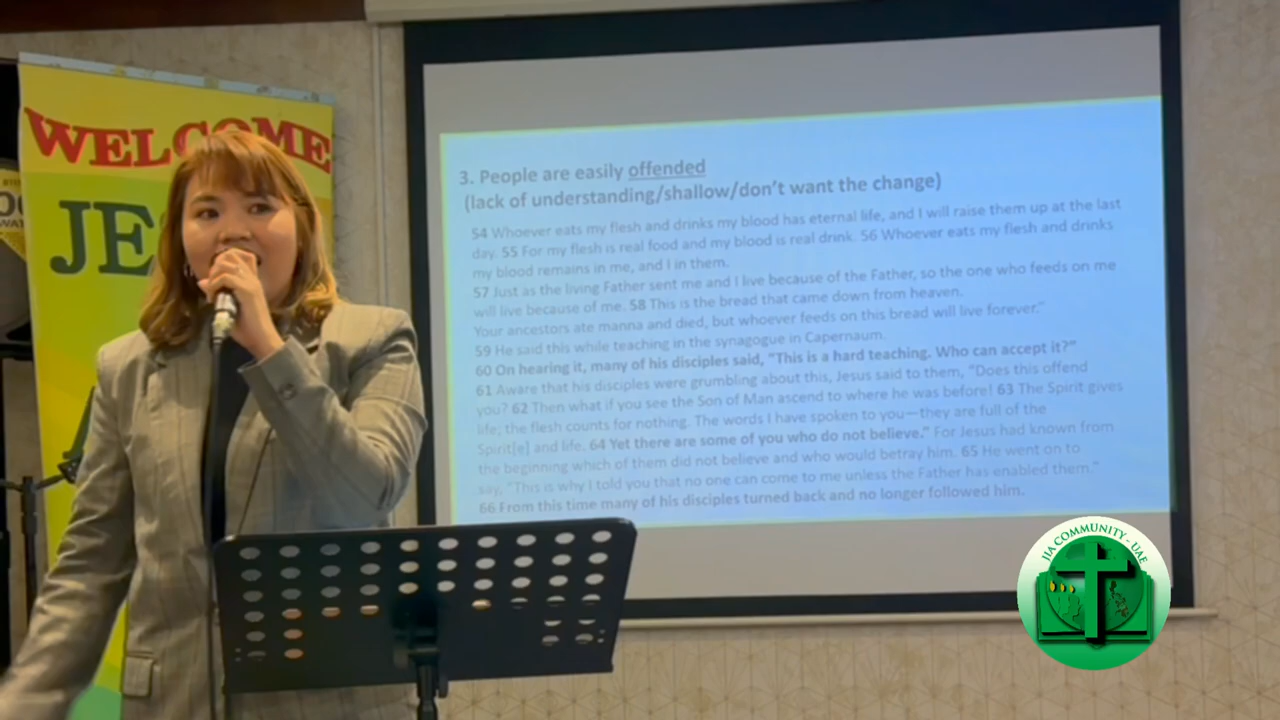 WELCOME
JE
3. People are easily offended
(lack of understanding/shallow/don't want the change)
54 Whoever eats my flesh and drinks my blood has eternal life, and I will raise them up at the last
day. 55 For my flesh is real food and my blood is real drink. 56 Whoever eats my flesh and drinks
my blood remains in me, and I in them.
57 Just as the living Father sent me and I live because of the Father, so the one who feeds on me
will live because of me. 58 This is the bread that came down from heaven.
Your ancestors ate manna and died, but whoever feeds on this bread will live forever."
59 He said this while teaching in the synagogue in Capernaum.
60 On hearing it, many of his disciples said, "This is a hard teaching. Who can accept it?"
61 Aware that his disciples were grumbling about this, Jesus said to them, "Does this offend
you? 62 Then what if you see the Son of Man ascend to where he was before! 63 The Spirit gives
life; the flesh counts for nothing. The words I have spoken to you—they are full of the
Spirit[e] and life. 64 Yet there are some of you who do not believe." For Jesus had known from
the beginning which of them did not believe and who would betray him. 65 He went on to
say, "This is why I told you that no one can come to me unless the Father has enabled them."
66 From this time many of his disciples turned back and no longer followed him.
JIA COMMUNITY - UAE